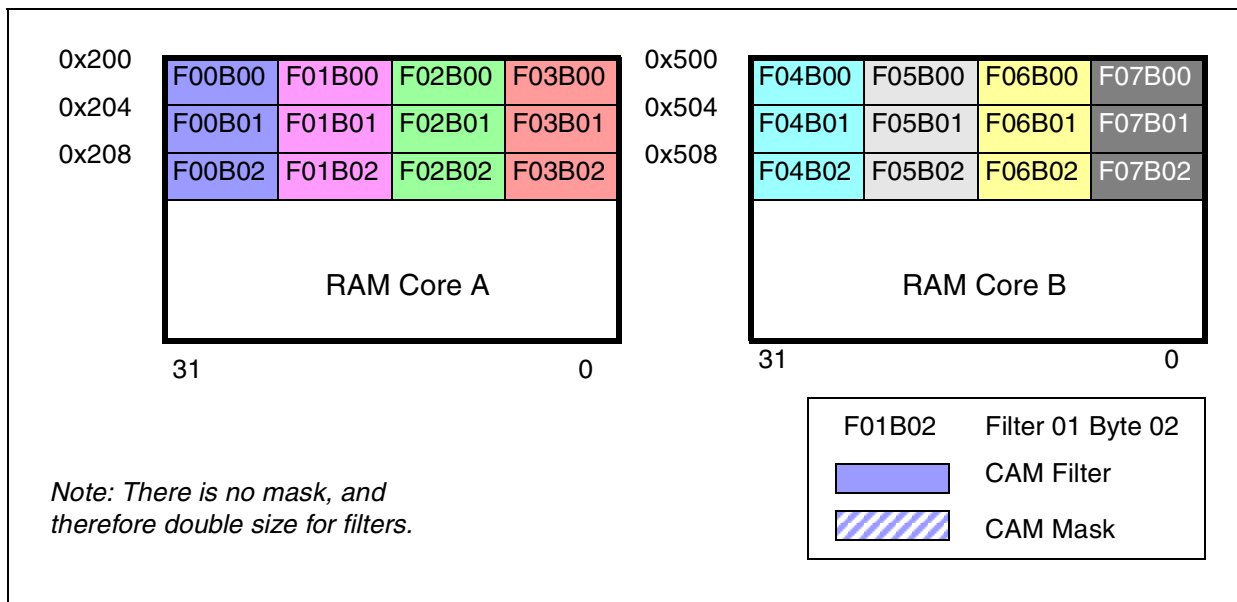 0x200 F00B00 F01B00 F02B00 F03B00 0x500 F04B00 F05B00 F06B00 F07B00
0x204 F00B01 F01B01 F02B01 F03B01 0x504 F04B01 F05B01 F06B01 F07B01
0x208 F00B02 F01B02 F02B02 F03B02 0x508 F04B02 F05B02 F06B02 F07B02
RAM Core A RAM Core B
31 0 31 0
F01B02 Filter 01 Byte 02
CAM Filter
CAM Mask
Note: There is no mask, and
therefore double size for filters.